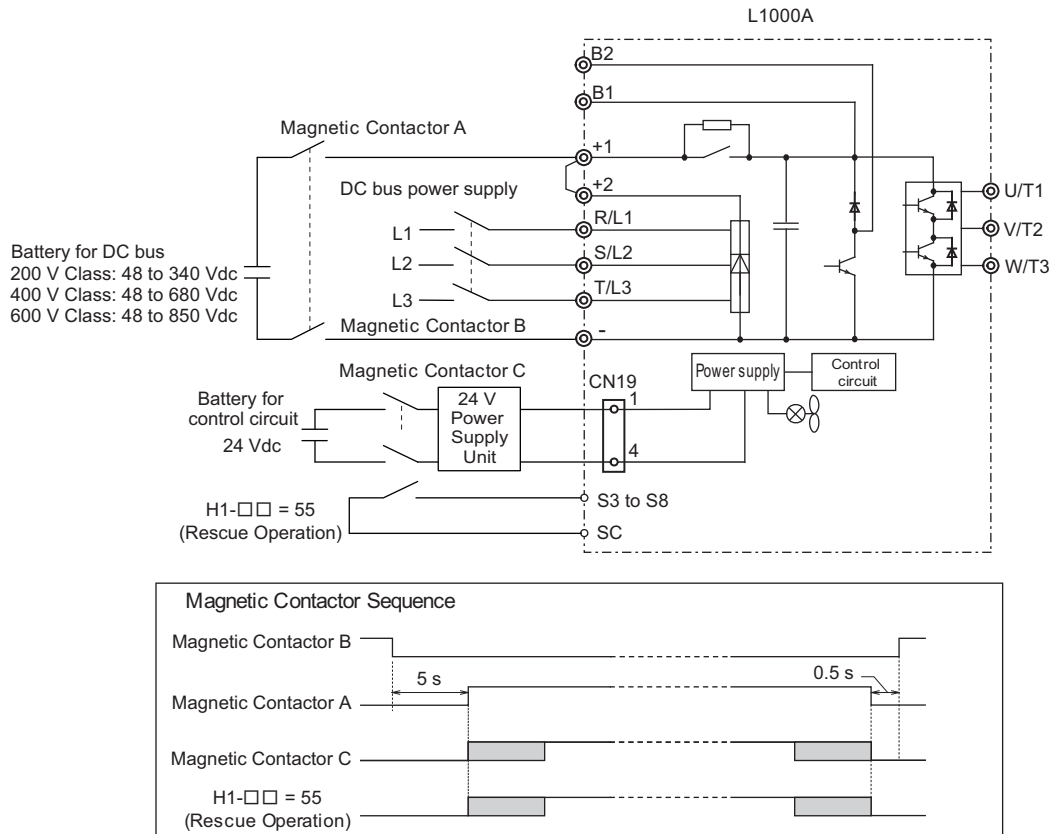 L1000A
B2
B1
Magnetic Contactor A
+1
+2
DC bus power supply
R/L1
L1
S/L2
L2
T/L3
L3
U/T1
V/T2
W/T3
Battery for DC bus
200 V Class: 48 to 340 Vdc
400 V Class: 48 to 680 Vdc
600 V Class: 48 to 850 Vdc
Magnetic Contactor B
-
Magnetic Contactor C
CN19
Power supply
Control
circuit
Battery for
control circuit
24 Vdc
24 V
Power
Supply
Unit
1
4
H1-□□ = 55
(Rescue Operation)
S3 to S8
SC
Magnetic Contactor Sequence
Magnetic Contactor B
5 s
0.5 s
Magnetic Contactor A
Magnetic Contactor C
H1-□□ = 55
(Rescue Operation)